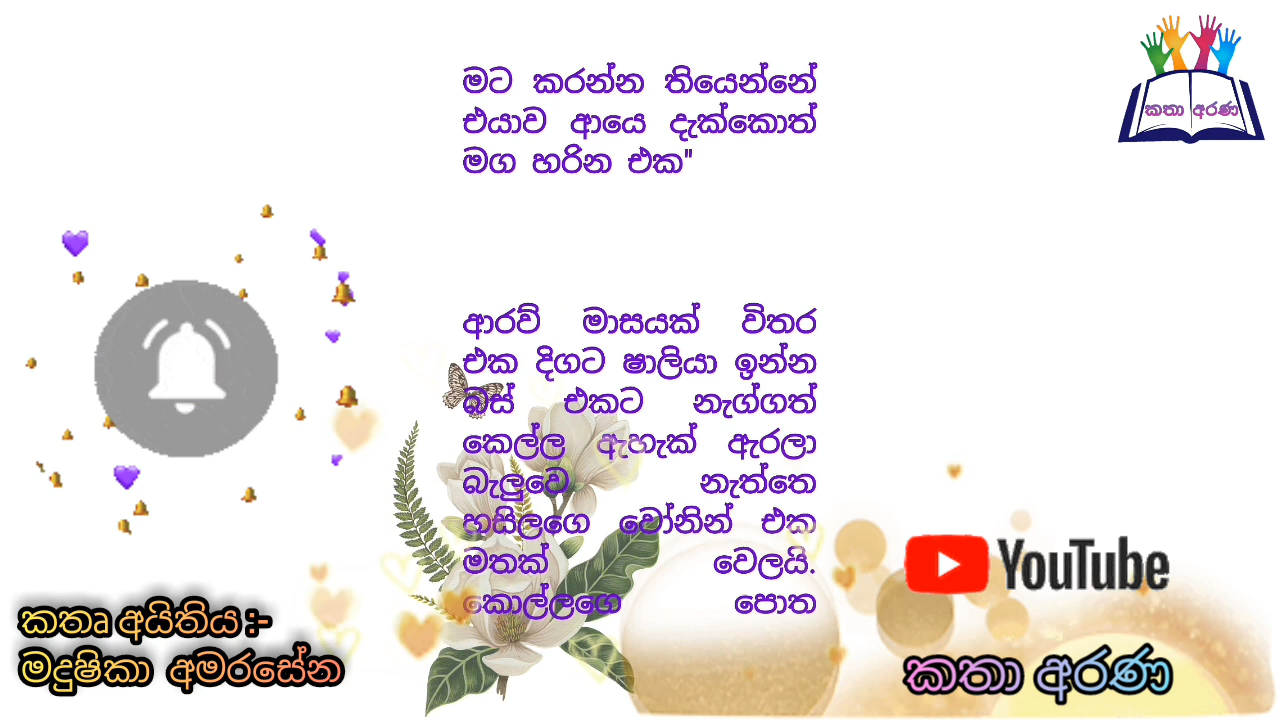 කතා අරණ
මට කරන්න තියෙන්නේ
එයාව ආයෙ දැක්කොත්
මග හරින එක"
ආරව් මාසයක් විතර
එක දිගට ෂාලියා ඉන්න
බස් එකට නැග්ගත්
කෙල්ල ඇහැක් ඇරලා
බැලුවෙ නැත්තෙ
හසිලගෙ වෝනින් එක
මතක් වෙලයි.
කොල්ලගෙ පොත
YouTube
කතෘ අයිතිය :-
මදුෂිකා අමරසේන
කතා අරණ